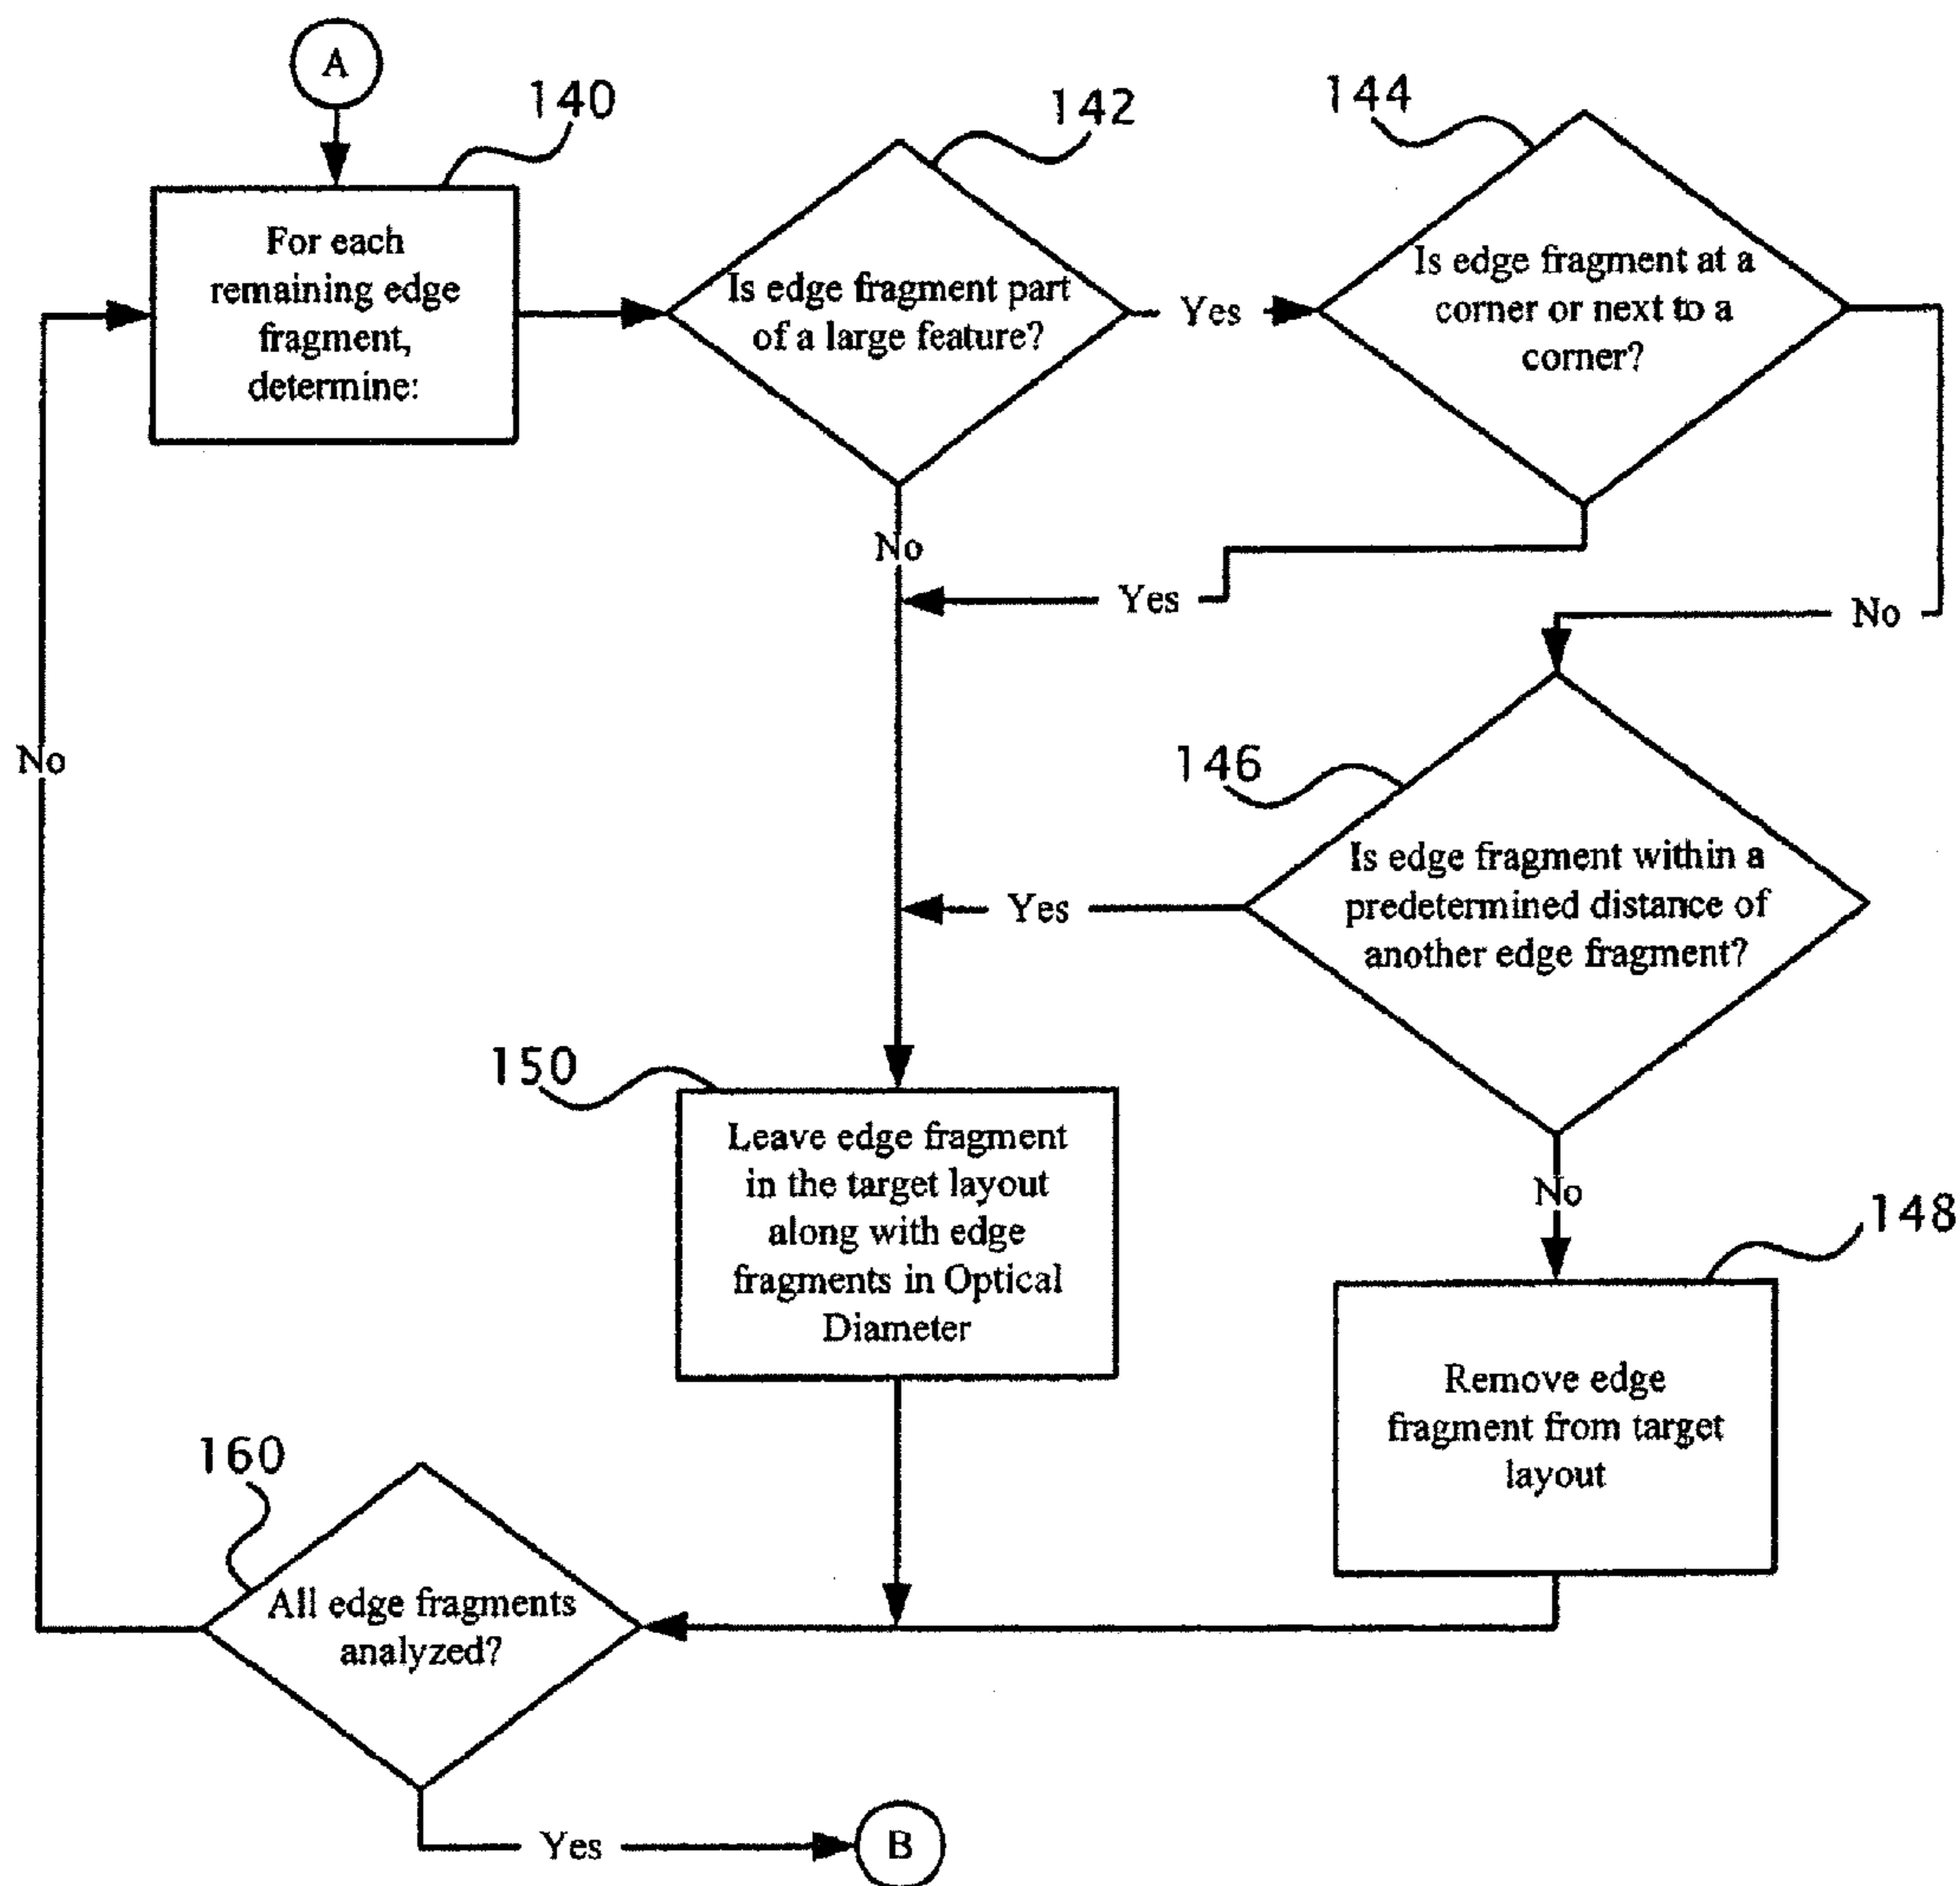 A
140
142
144
For each
remaining edge
fragment,
determine:
Is edge fragment part
of a large feature?
Yes
Is edge fragment at a
corner or next to a
corner?
No
Yes
No
No
146
Is edge fragment within a
predetermined distance of
another edge fragment?
Yes
150
Leave edge fragment
in the target layout
along with edge
fragments in Optical
Diameter
No
148
Remove edge
fragment from target
layout
160
All edge fragments
analyzed?
Yes
B